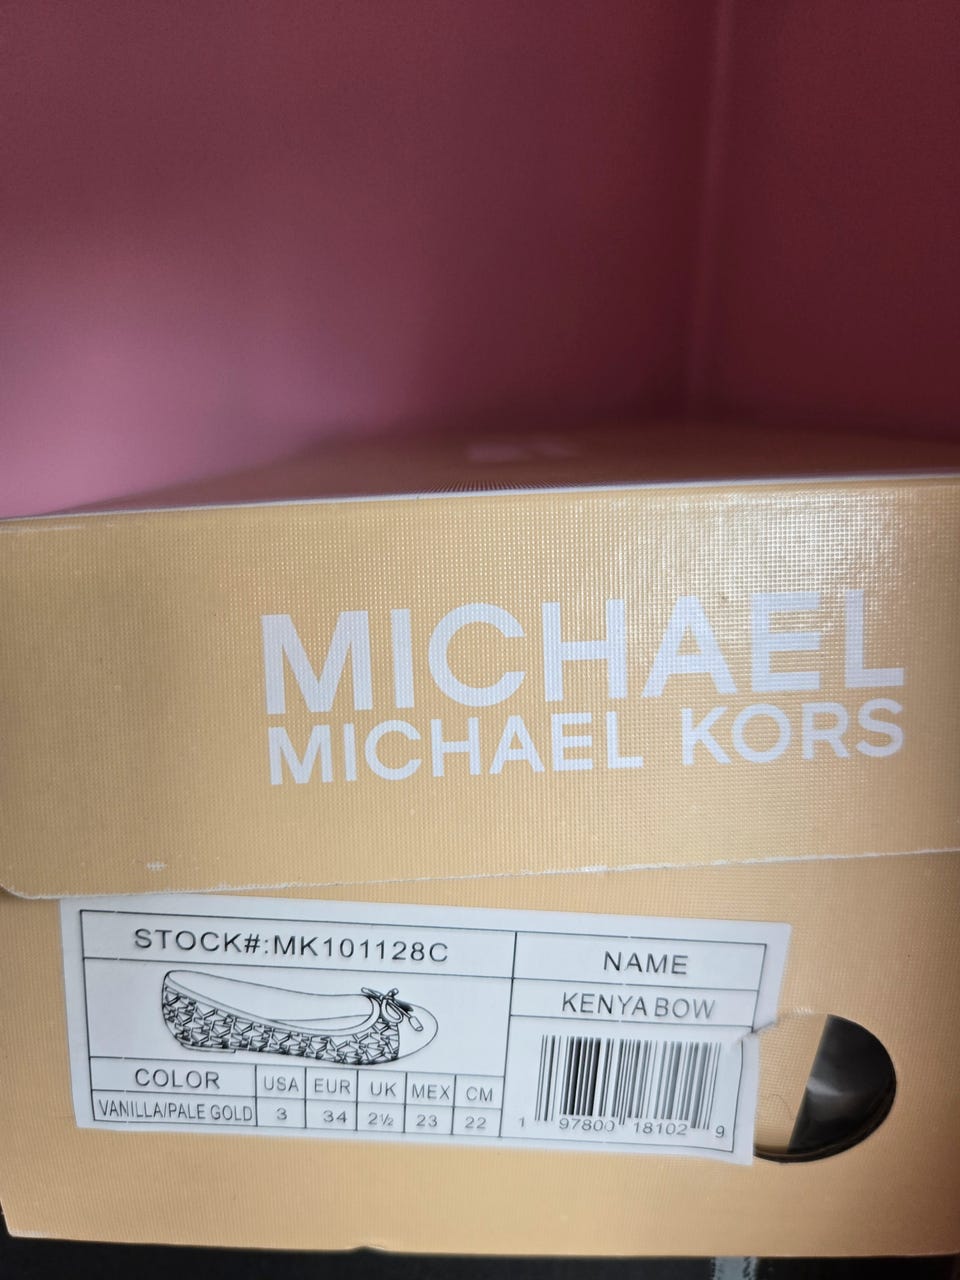 MICHAEL
MICHAEL KORS
STOCK#:MK101128C
NAME
KENYA BOW
COLOR USA EUR UK MEX CM
VANILLA/PALE GOLD 3 34 2½ 23 22
1 97800 18102 9